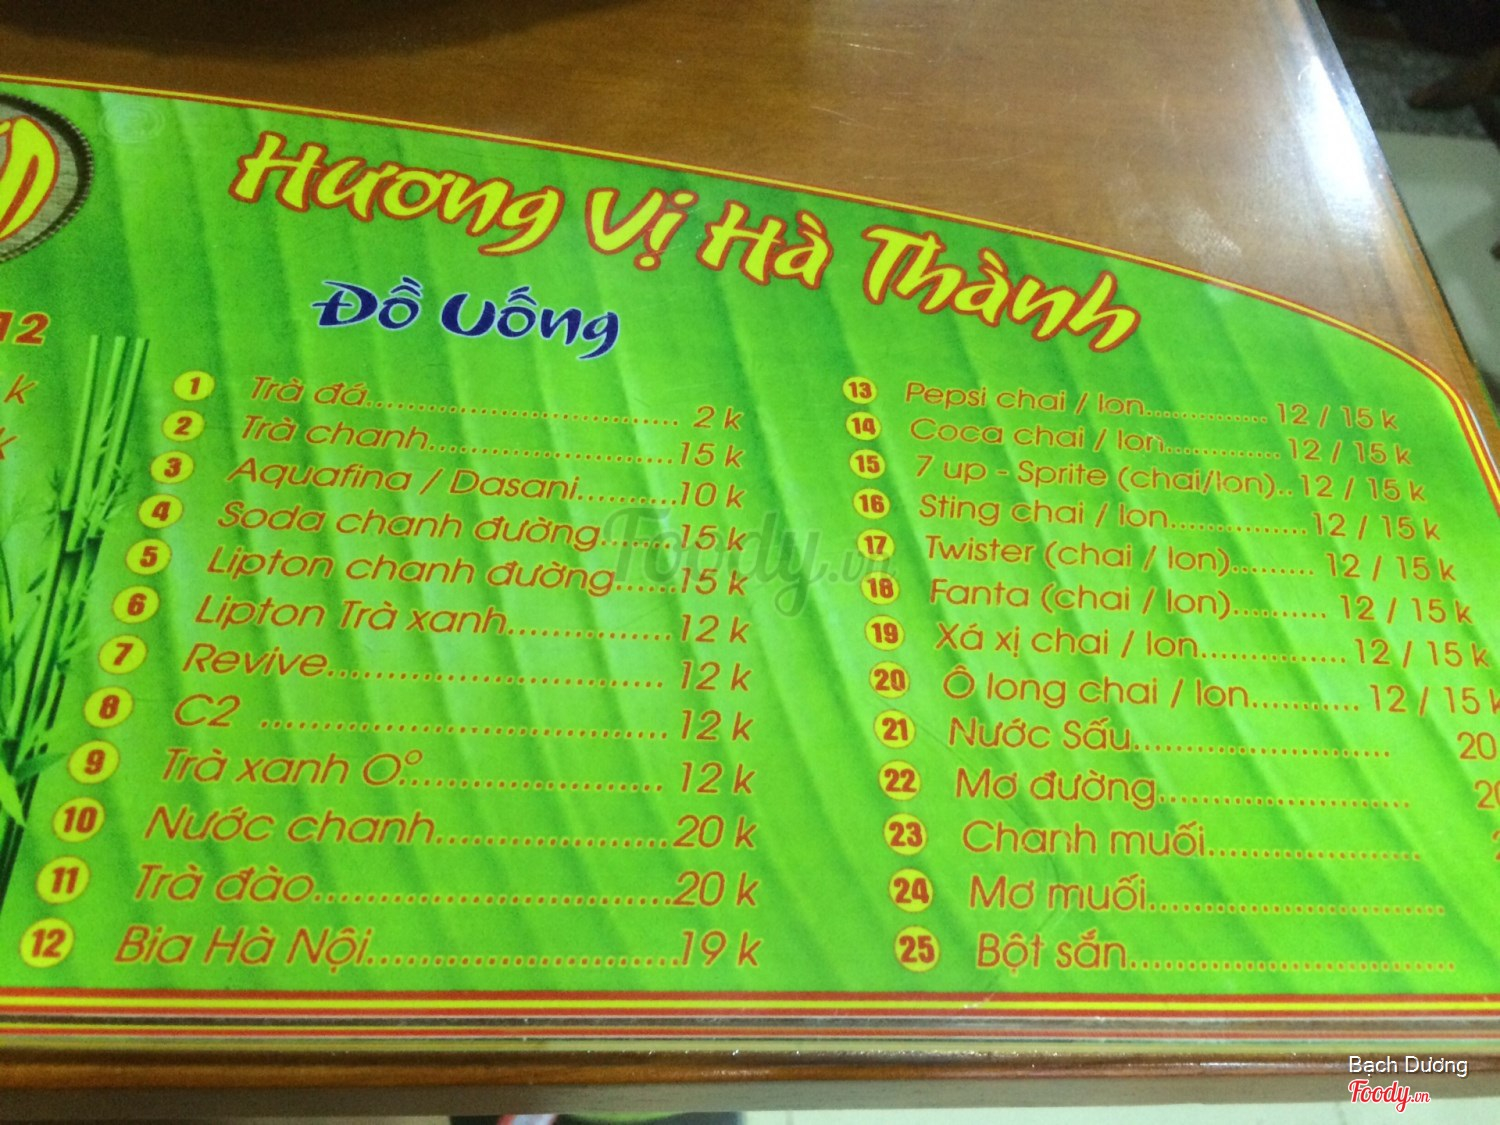 Hương Vị Hà Thành
Đồ Uống
12
k
k
1 Trà đá.............................. 2 k
2 Trà chanh........................15 k
3 Aquafina / Dasani..........10 k
4 Soda chanh đường.......15 k
5 Lipton chanh đường......15 k
6 Lipton Trà xanh................12 k
7 Revive................................. 12 k
8 C2 ........................................ 12 k
9 Trà xanh O°......................... 12 k
10 Nước chanh.......................20 k
11 Trà đào...................................20 k
12 Bia Hà Nội..............................19 k
13 Pepsi chai / lon.............. 12 / 15 k
14 Coca chai / lon............. 12 / 15 k
15 7 up - Sprite (chai/lon)..12 / 15 k
16 Sting chai / lon..............12 / 15 k
17 Twister (chai / lon)......... 12 / 15 k
18 Fanta (chai / lon).......... 12 / 15 k
19 Xá xị chai / lon.............. 12 / 15 k
20 Ô long chai / lon........... 12 / 15 k
21 Nước Sấu......................... 20
22 Mơ đường........................ 20
23 Chanh muối....................
24 Mơ muối............................
25 Bột sắn...............................
Foody.vn
Bạch Dương
Foody.vn